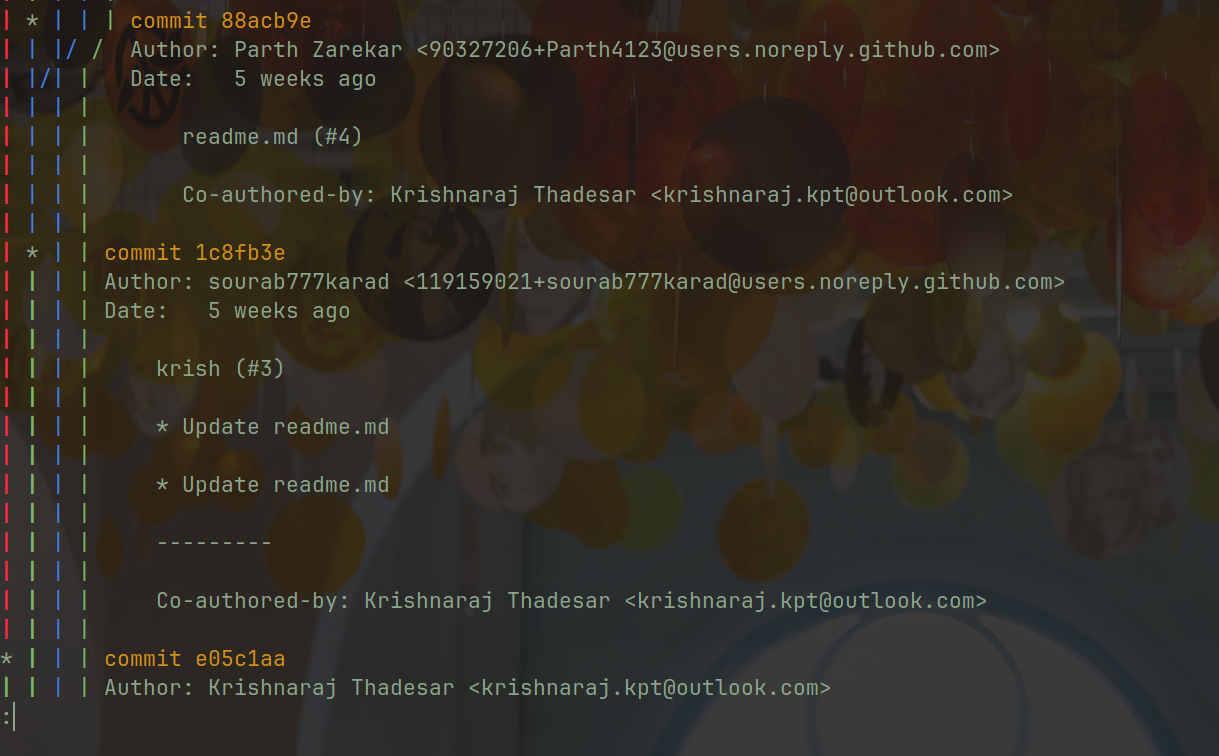 | * | | | commit 88acb9e
| | |/ / Author: Parth Zarekar <90327206+Parth4123@users.noreply.github.com>
| |/| | Date:   5 weeks ago
| | | |
| | | |     readme.md (#4)
| | | |
| | | |     Co-authored-by: Krishnaraj Thadesar <krishnaraj.kpt@outlook.com>
| | | |
| * | | commit 1c8fb3e
| | | | Author: sourab777karad <119159021+sourab777karad@users.noreply.github.com>
| | | | Date:   5 weeks ago
| | | |
| | | |     krish (#3)
| | | |
| | | |     * Update readme.md
| | | |
| | | |     * Update readme.md
| | | |
| | | |     ---------
| | | |
| | | |     Co-authored-by: Krishnaraj Thadesar <krishnaraj.kpt@outlook.com>
| | | |
* | | | commit e05c1aa
| | | | Author: Krishnaraj Thadesar <krishnaraj.kpt@outlook.com>
: